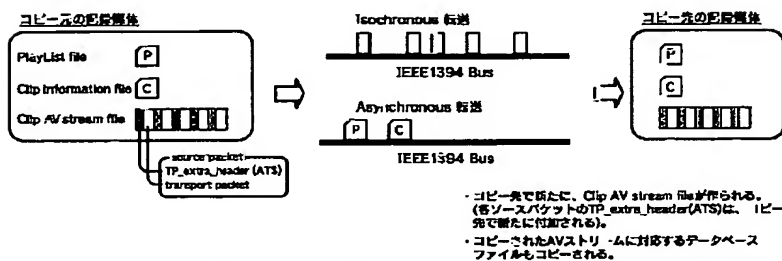 コピー元の記録媒体
PlayList file
P
Clip Information file
C
Clip AV stream file
source packet
TP_extra_header (ATS)
transport packet
Isochronous 転送
IEEE1394 Bus
Asynchronous 転送
P
C
IEEE1394 Bus
コピー先の記録媒体
P
C
・コピー先で新たに、Clip AV stream fileが作られる。
(各ソースパケットのTP_extra_header(ATS)は、コピー
先で新たに付加される)。
・コピーされたAVストリームに対応するデータベース
ファイルもコピーされる。